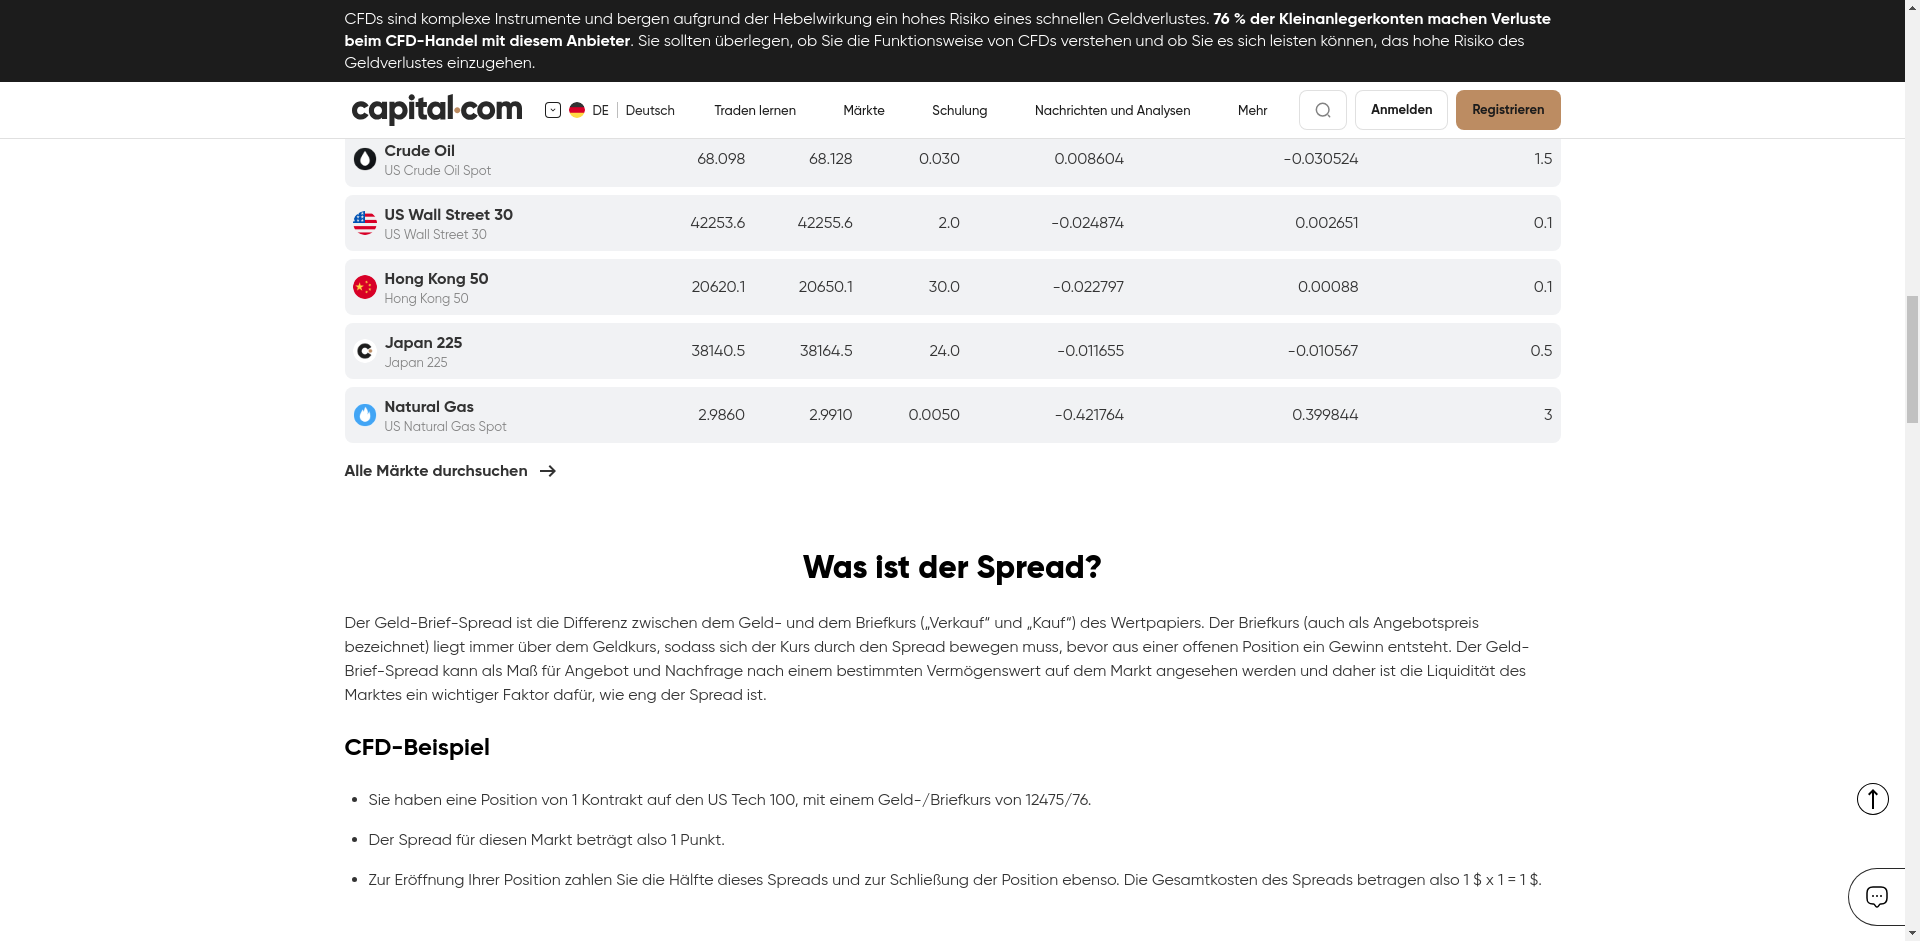 CFDs sind komplexe Instrumente und bergen aufgrund der Hebelwirkung ein hohes Risiko eines schnellen Geldverlustes. 76 % der Kleinanlegerkonten machen Verluste
beim CFD-Handel mit diesem Anbieter. Sie sollten überlegen, ob Sie die Funktionsweise von CFDs verstehen und ob Sie es sich leisten können, das hohe Risiko des
Geldverlustes einzugehen.
capital.com DE Deutsch Traden lernen Märkte Schulung Nachrichten und Analysen Mehr Anmelden Registrieren
Crude Oil 68.098 68.128 0.030 0.008604 -0.030524 1.5
US Crude Oil Spot
US Wall Street 30 42253.6 42255.6 2.0 -0.024874 0.002651 0.1
US Wall Street 30
Hong Kong 50 20620.1 20650.1 30.0 -0.022797 0.00088 0.1
Hong Kong 50
Japan 225 38140.5 38164.5 24.0 -0.011655 -0.010567 0.5
Japan 225
Natural Gas 2.9860 2.9910 0.0050 -0.421764 0.399844 3
US Natural Gas Spot
Alle Märkte durchsuchen
Was ist der Spread?
Der Geld-Brief-Spread ist die Differenz zwischen dem Geld- und dem Briefkurs („Verkauf“ und „Kauf“) des Wertpapiers. Der Briefkurs (auch als Angebotspreis
bezeichnet) liegt immer über dem Geldkurs, sodass sich der Kurs durch den Spread bewegen muss, bevor aus einer offenen Position ein Gewinn entsteht. Der Geld-
Brief-Spread kann als Maß für Angebot und Nachfrage nach einem bestimmten Vermögenswert auf dem Markt angesehen werden und daher ist die Liquidität des
Marktes ein wichtiger Faktor dafür, wie eng der Spread ist.
CFD-Beispiel
• Sie haben eine Position von 1 Kontrakt auf den US Tech 100, mit einem Geld-/Briefkurs von 12475/76.
• Der Spread für diesen Markt beträgt also 1 Punkt.
• Zur Eröffnung Ihrer Position zahlen Sie die Hälfte dieses Spreads und zur Schließung der Position ebenso. Die Gesamtkosten des Spreads betragen also 1 $ x 1 = 1 $.